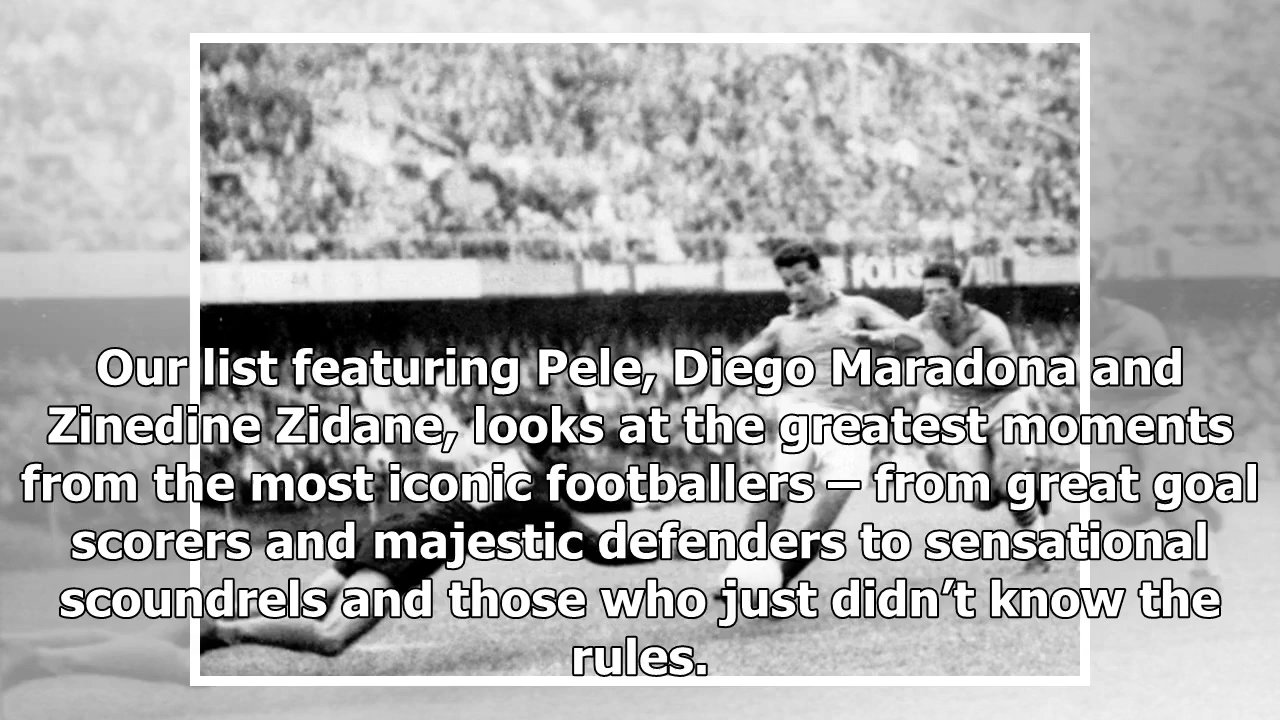 Our list featuring Pele, Diego Maradona and
Zinedine Zidane, looks at the greatest moments
from the most iconic footballers – from great goal
scorers and majestic defenders to sensational
scoundrels and those who just didn’t know the
rules.